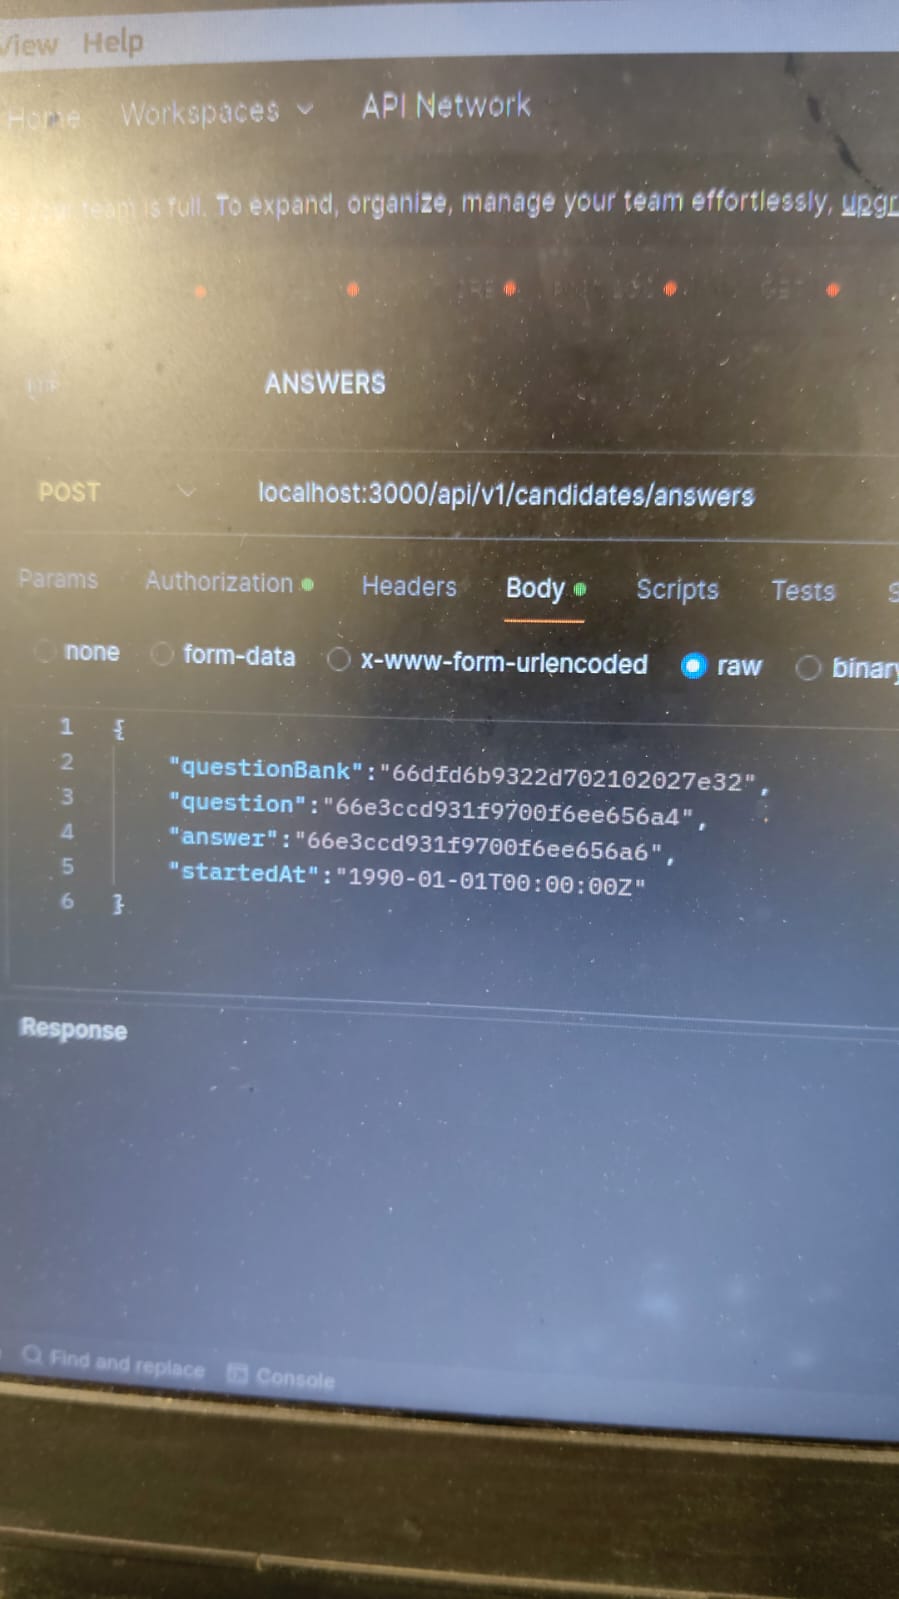 View Help
Home Workspaces API Network
team is full. To expand, organize, manage your team effortlessly, upgr
GET
ANSWERS
POST localhost:3000/api/v1/candidates/answers
Params Authorization Headers Body Scripts Tests S
none form-data x-www-form-urlencoded raw binary
1 {
2 "questionBank":"66dfd6b9322d702102027e32",
3 "question":"66e3ccd931f9700f6ee656a4",
4 "answer":"66e3ccd931f9700f6ee656a6",
5 "startedAt":"1990-01-01T00:00:00Z"
6 }
Response
Find and replace Console